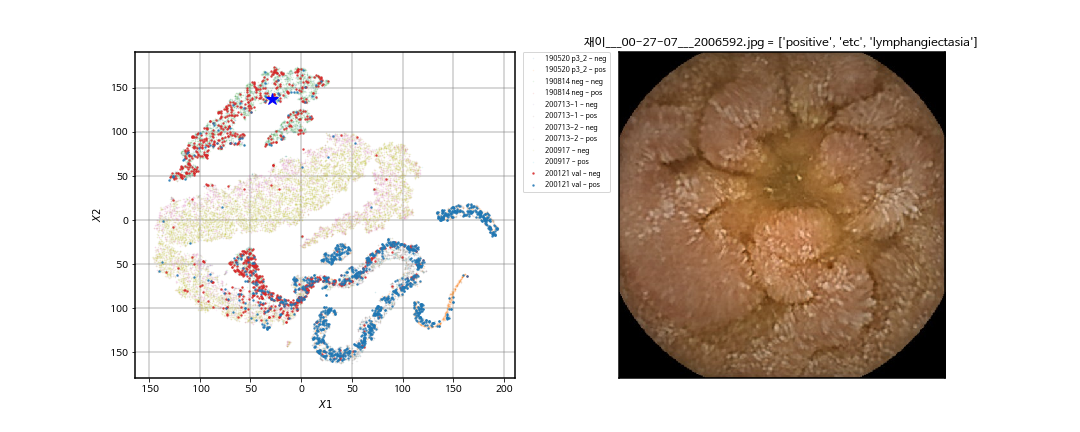 재이___00-27-07___2006592.jpg = ['positive', 'etc', 'lymphangiectasia']
190520 p3_2 - neg
190520 p3_2 - pos
190814 neg - neg
190814 neg - pos
200713-1 - neg
200713-1 - pos
200713-2 - neg
200713-2 - pos
200917 - neg
200917 - pos
200121 val - neg
200121 val - pos
150
100
50
0
50
100
150
X2
150 100 50 0 50 100 150 200
X1